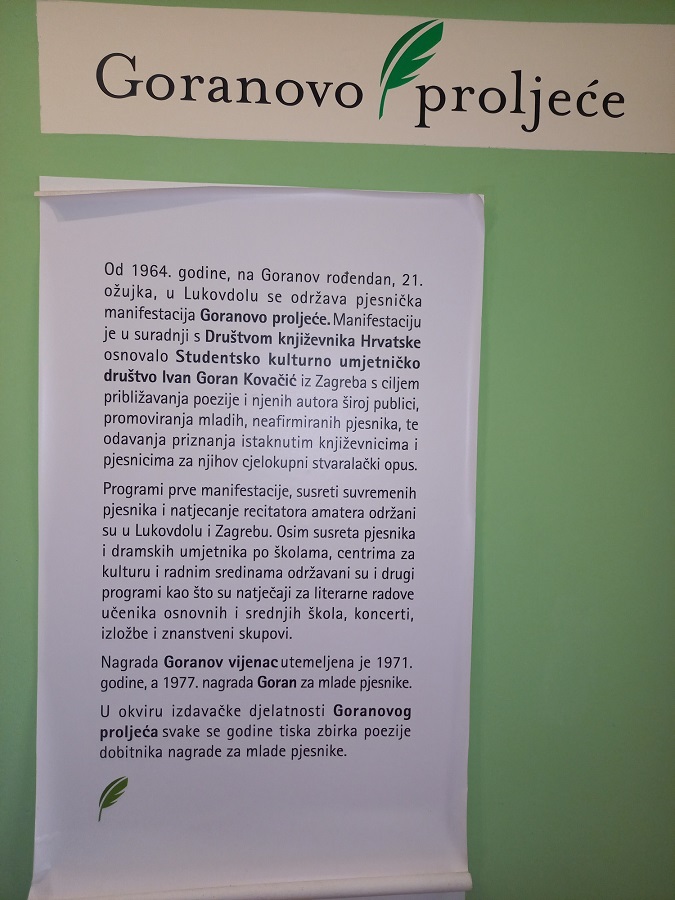 Goranovo proljeće
Od 1964. godine, na Goranov rođendan, 21.
ožujka, u Lukovdolu se održava pjesnička
manifestacija Goranovo proljeće. Manifestaciju
je u suradnji s Društvom književnika Hrvatske
osnovalo Studentsko kulturno umjetničko
društvo Ivan Goran Kovačić iz Zagreba s ciljem
približavanja poezije i njenih autora široj publici,
promoviranja mladih, neafirmiranih pjesnika, te
odavanja priznanja istaknutim književnicima i
pjesnicima za njihov cjelokupni stvaralački opus.
Programi prve manifestacije, susreti suvremenih
pjesnika i natjecanje recitatora amatera održani
su u Lukovdolu i Zagrebu. Osim susreta pjesnika
i dramskih umjetnika po školama, centrima za
kulturu i radnim sredinama održavani su i drugi
programi kao što su natječaji za literarne radove
učenika osnovnih i srednjih škola, koncerti,
izložbe i znanstveni skupovi.
Nagrada Goranov vijenac utemeljena je 1971.
godine, a 1977. nagrada Goran za mlade pjesnike.
U okviru izdavačke djelatnosti Goranovog
proljeća svake se godine tiska zbirka poezije
dobitnika nagrade za mlade pjesnike.